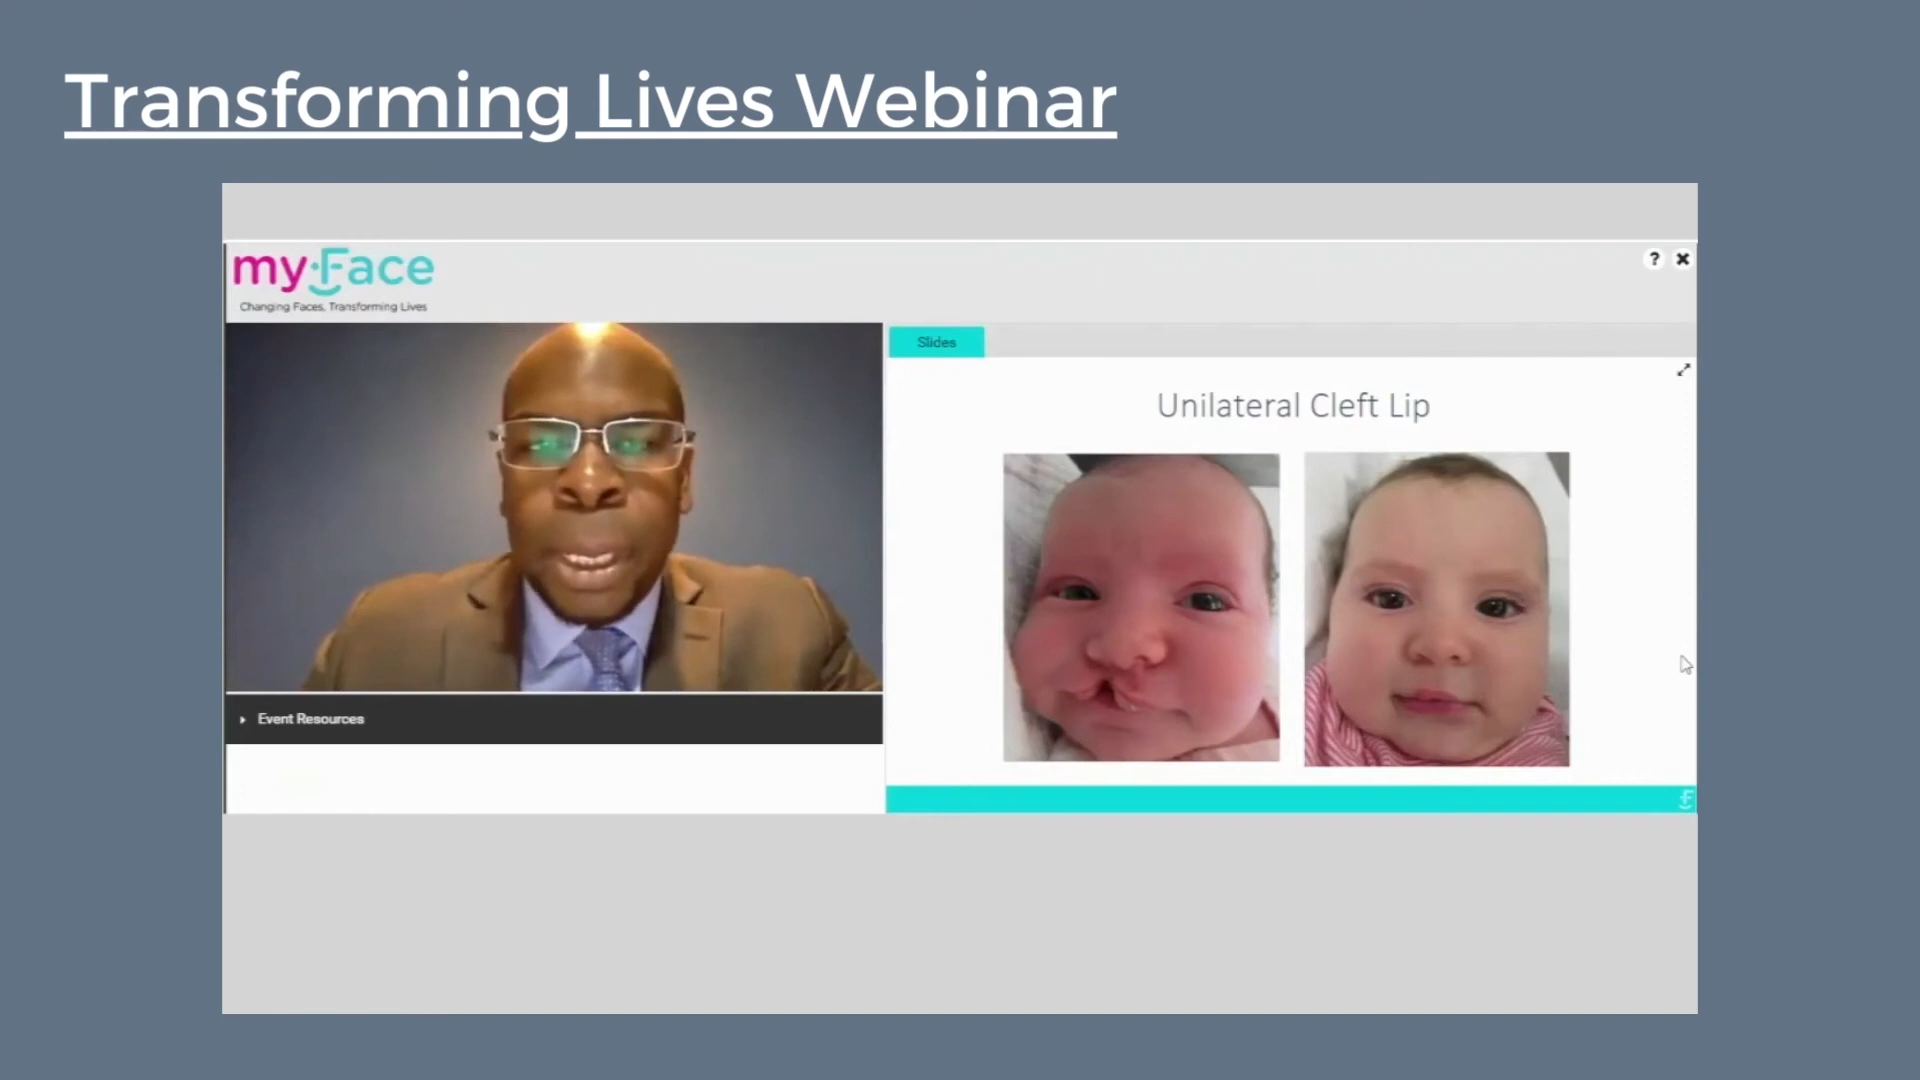 Transforming Lives Webinar
my Face
Changing Faces, Transforming Lives
? ×
Slides
Unilateral Cleft Lip
Event Resources